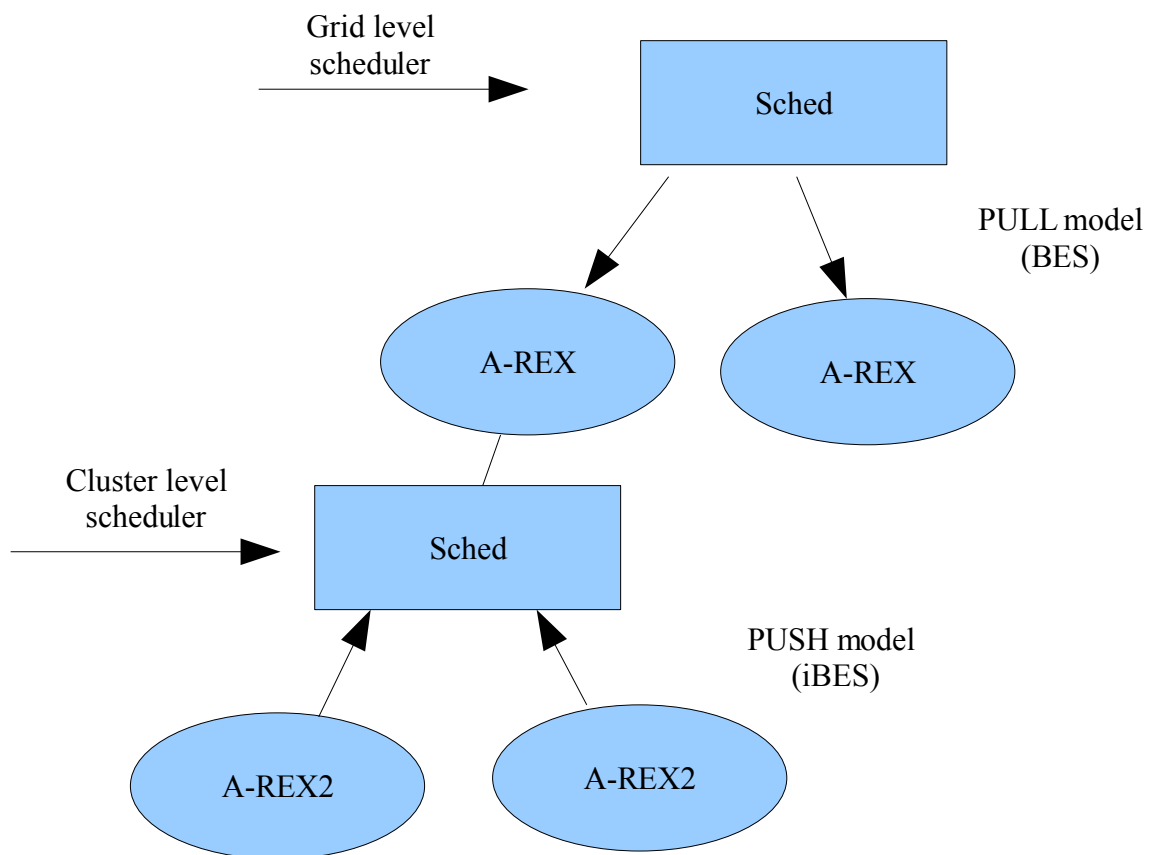 Grid level
scheduler
Sched
PULL model
(BES)
A-REX
A-REX
Cluster level
scheduler
Sched
PUSH model
(iBES)
A-REX2
A-REX2